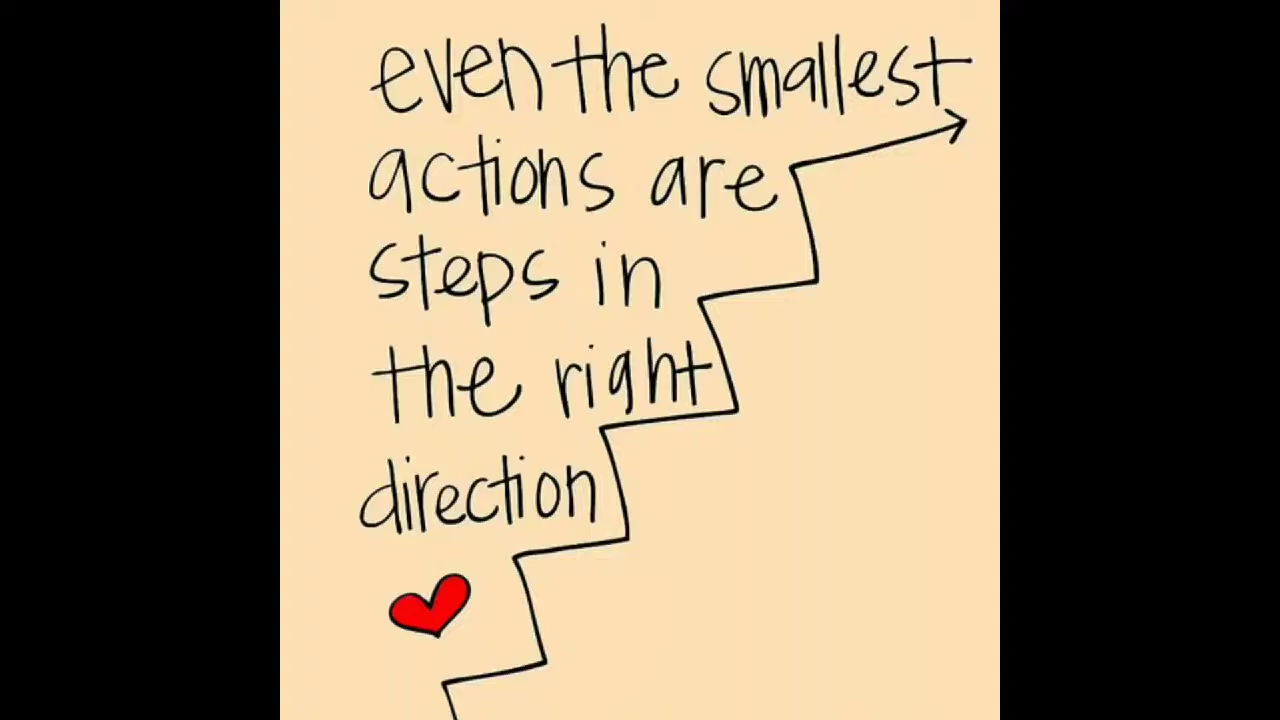 even the smallest
actions are
steps in
the right
direction